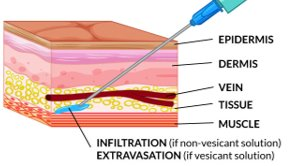 EPIDERMIS
DERMIS
VEIN
TISSUE
MUSCLE
INFILTRATION (if non-vesicant solution)
EXTRAVASATION (if vesicant solution)